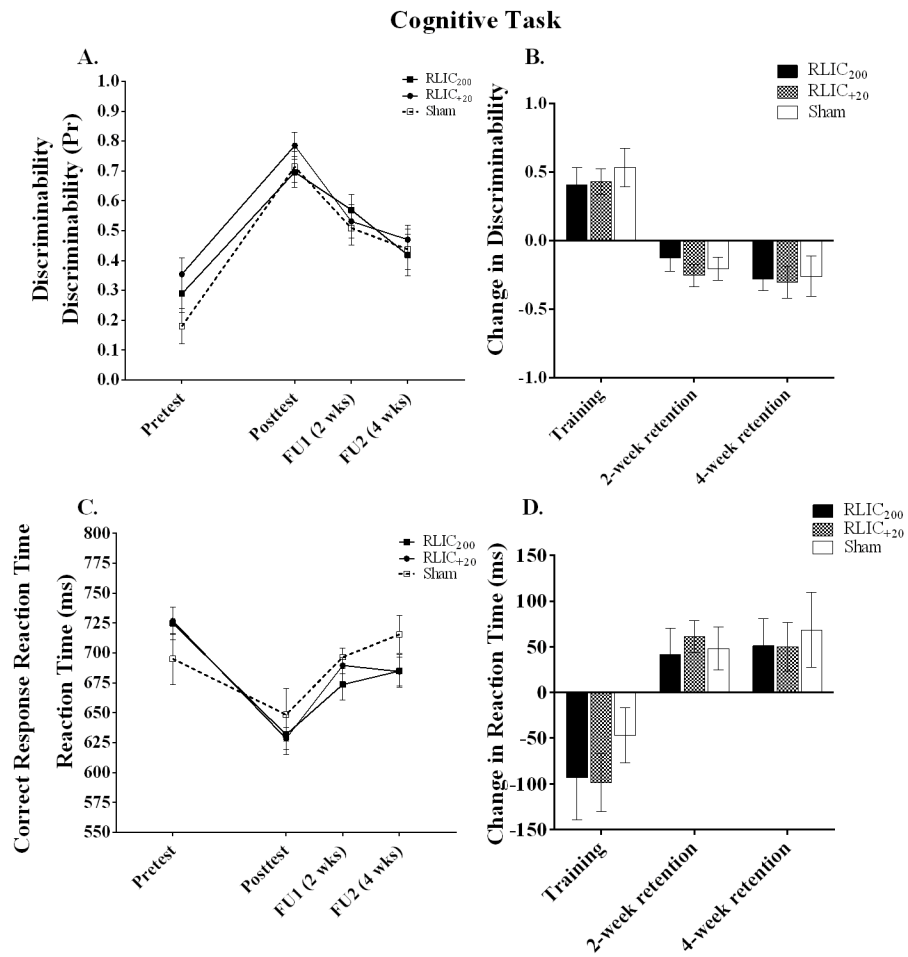 Cognitive Task
A.
RLIC200
RLIC+20
Sham
Discriminability
Discriminability (Pr)
1.0
0.9
0.8
0.7
0.6
0.5
0.4
0.3
0.2
0.1
0.0
Pretest
Posttest
FU1 (2 wks)
FU2 (4 wks)
B.
RLIC200
RLIC+20
Sham
Change in Discriminability
1.0
0.5
0.0
-0.5
-1.0
Training
2-week retention
4-week retention
C.
RLIC200
RLIC+20
Sham
Correct Response Reaction Time
Reaction Time (ms)
800
775
750
725
700
675
650
625
600
575
550
Pretest
Posttest
FU1 (2 wks)
FU2 (4 wks)
D.
RLIC200
RLIC+20
Sham
Change in Reaction Time (ms)
150
100
50
0
-50
-100
-150
Training
2-week retention
4-week retention